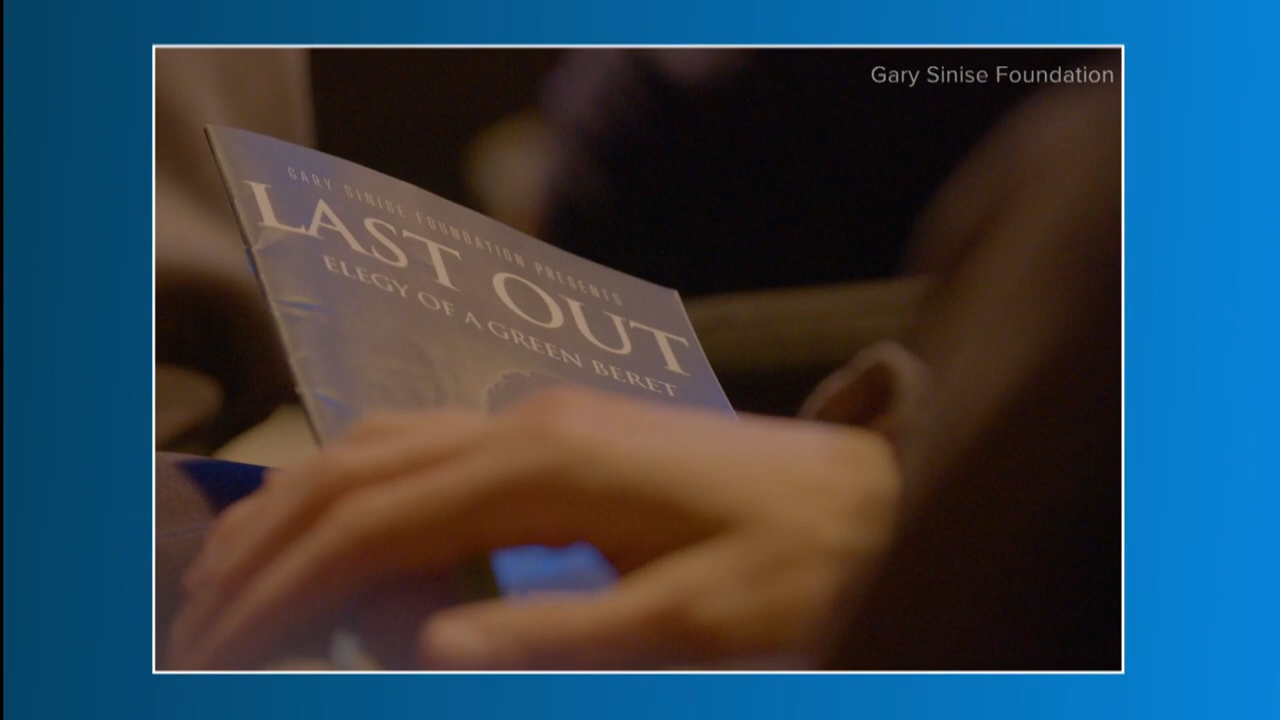 Gary Sinise Foundation
GARY SINISE FOUNDATION PRESENTS
LAST OUT
ELEGY OF A GREEN BERET